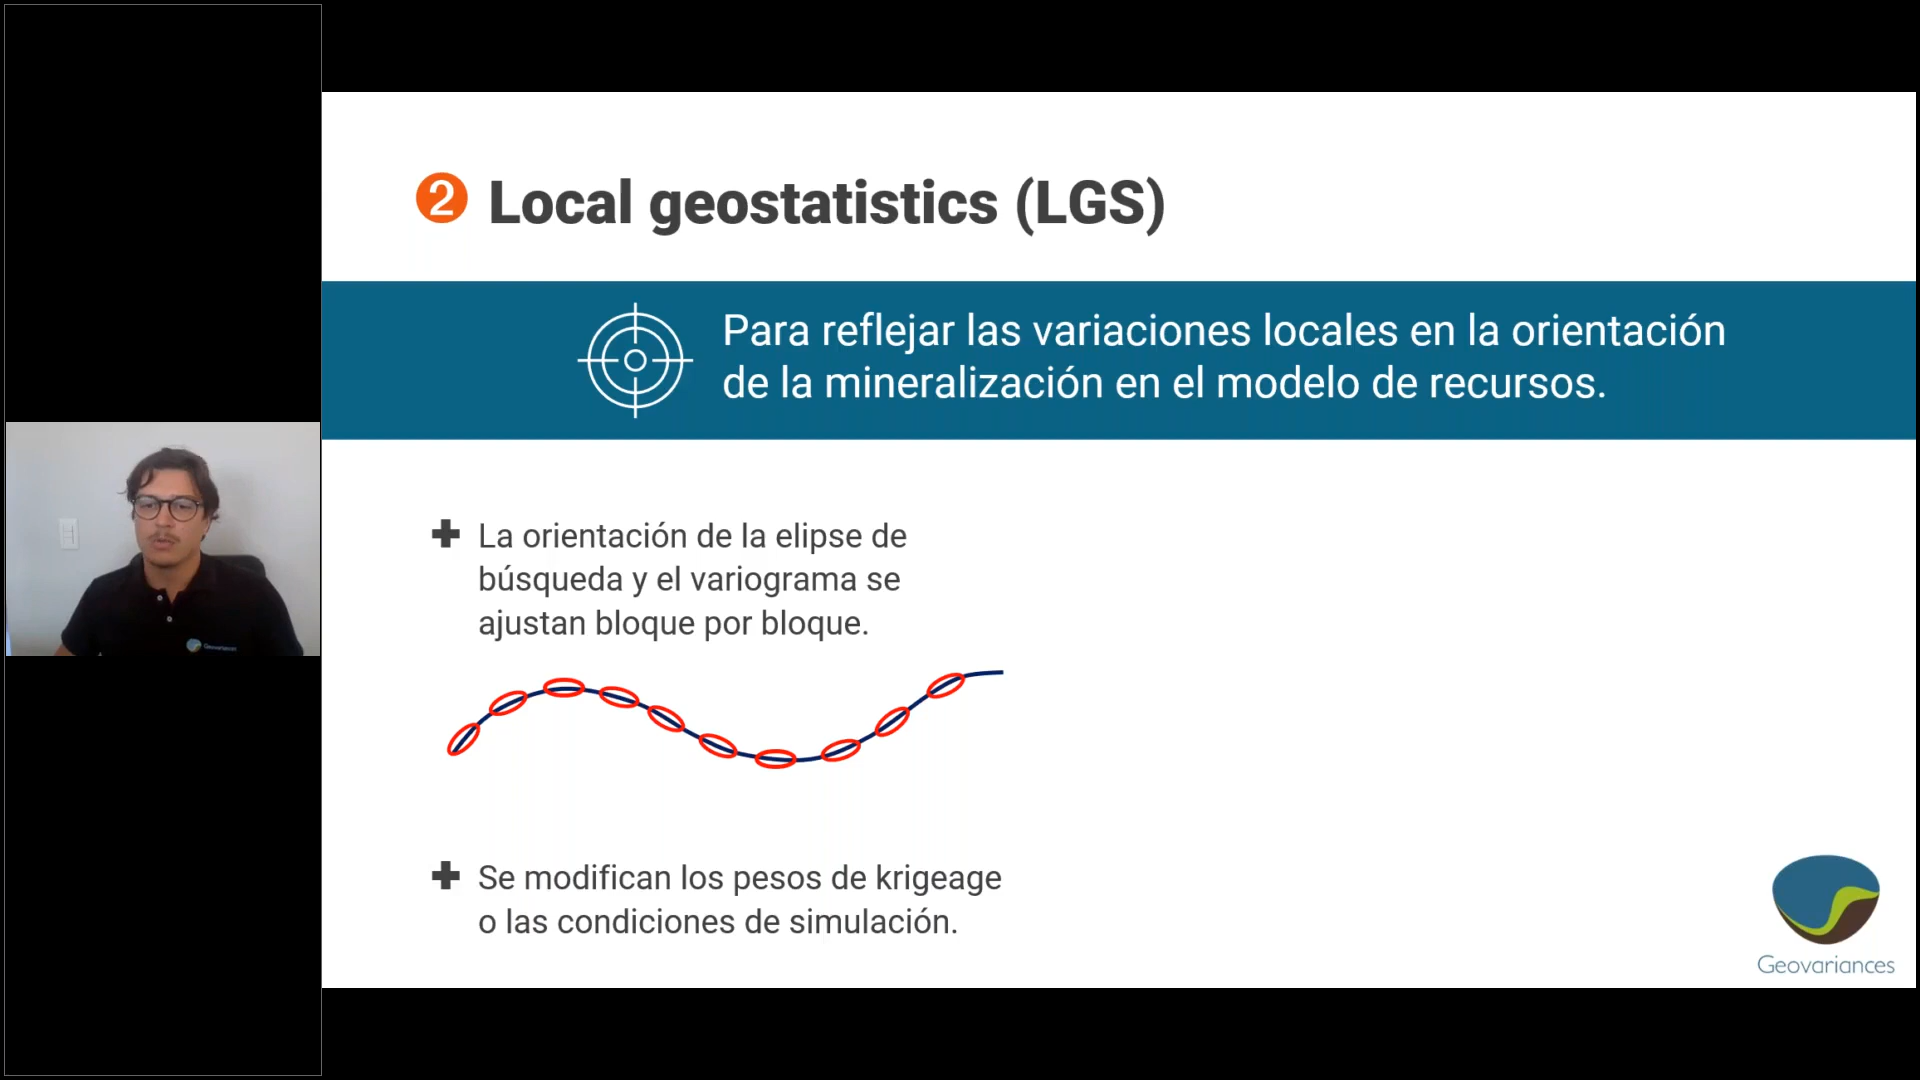 2 Local geostatistics (LGS)
Para reflejar las variaciones locales en la orientación
de la mineralización en el modelo de recursos.
La orientación de la elipse de
búsqueda y el variograma se
ajustan bloque por bloque.
Se modifican los pesos de krigeage
o las condiciones de simulación.
Geovariances
Geovariances